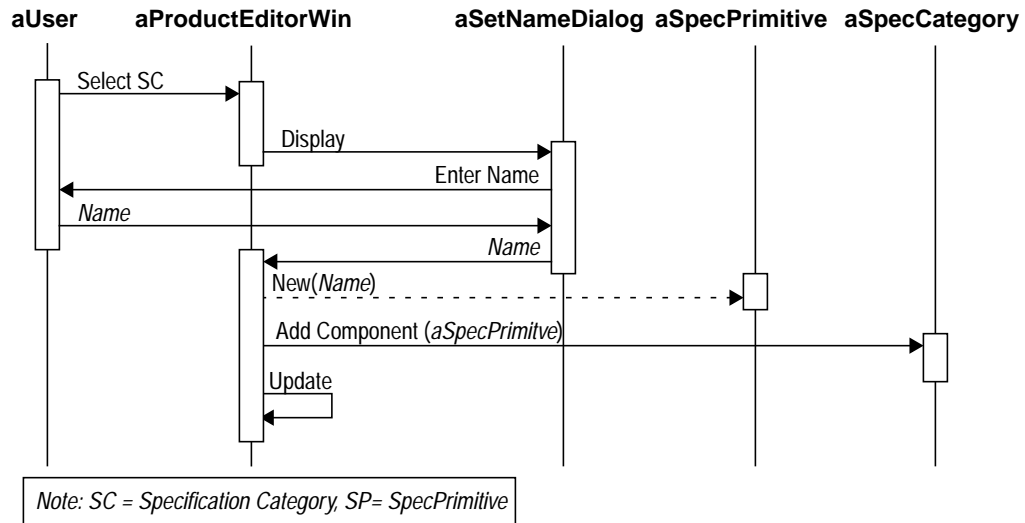 aUser aProductEditorWin aSetNameDialog aSpecPrimitive aSpecCategory
Select SC
Display
Enter Name
Name
Name
New(Name)
Add Component (aSpecPrimitve)
Update
Note: SC = Specification Category, SP= SpecPrimitive